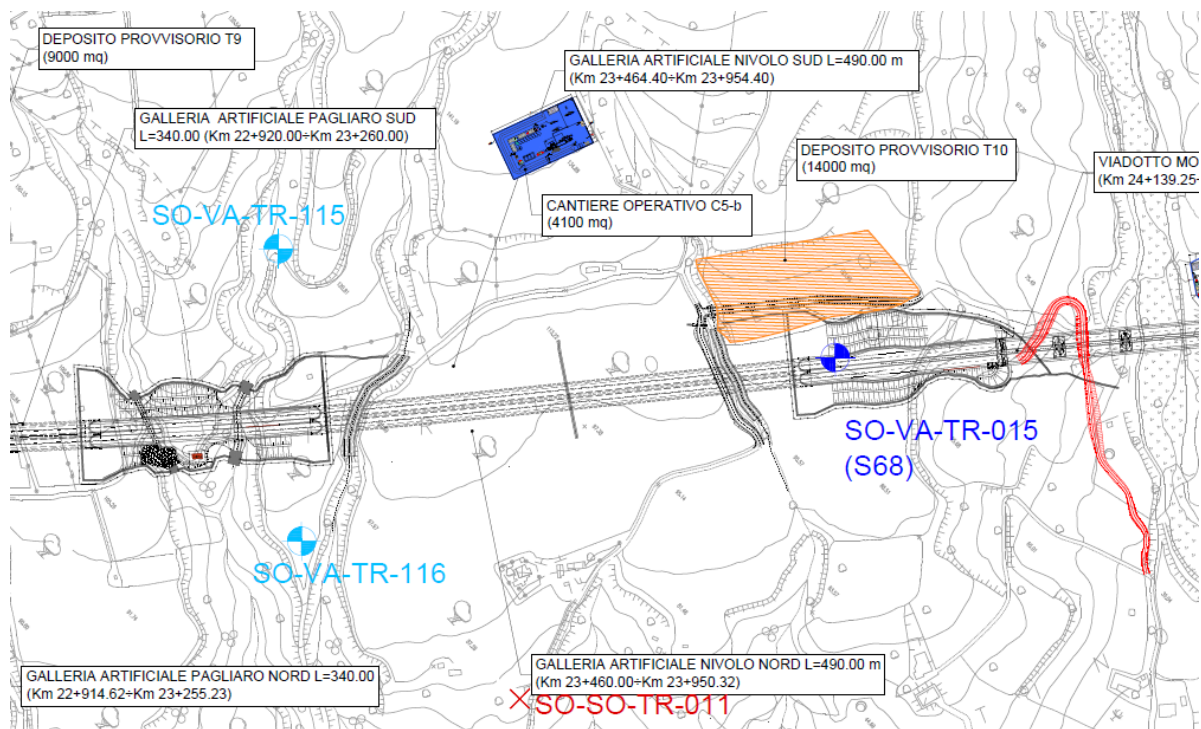 DEPOSITO PROVVISORIO T9
(9000 mq)
GALLERIA ARTIFICIALE NIVOLO SUD L=490.00 m
(Km 23+464.40÷Km 23+954.40)
GALLERIA ARTIFICIALE PAGLIARO SUD
L=340.00 (Km 22+920.00÷Km 23+260.00)
DEPOSITO PROVVISORIO T10
(14000 mq)
VIADOTTO MO
(Km 24+139.25÷
CANTIERE OPERATIVO C5-b
(4100 mq)
SO-VA-TR-115
SO-VA-TR-015
(S68)
SO-VA-TR-116
GALLERIA ARTIFICIALE PAGLIARO NORD L=340.00
(Km 22+914.62÷Km 23+255.23)
GALLERIA ARTIFICIALE NIVOLO NORD L=490.00 m
(Km 23+460.00÷Km 23+950.32)
SO-SO-TR-011